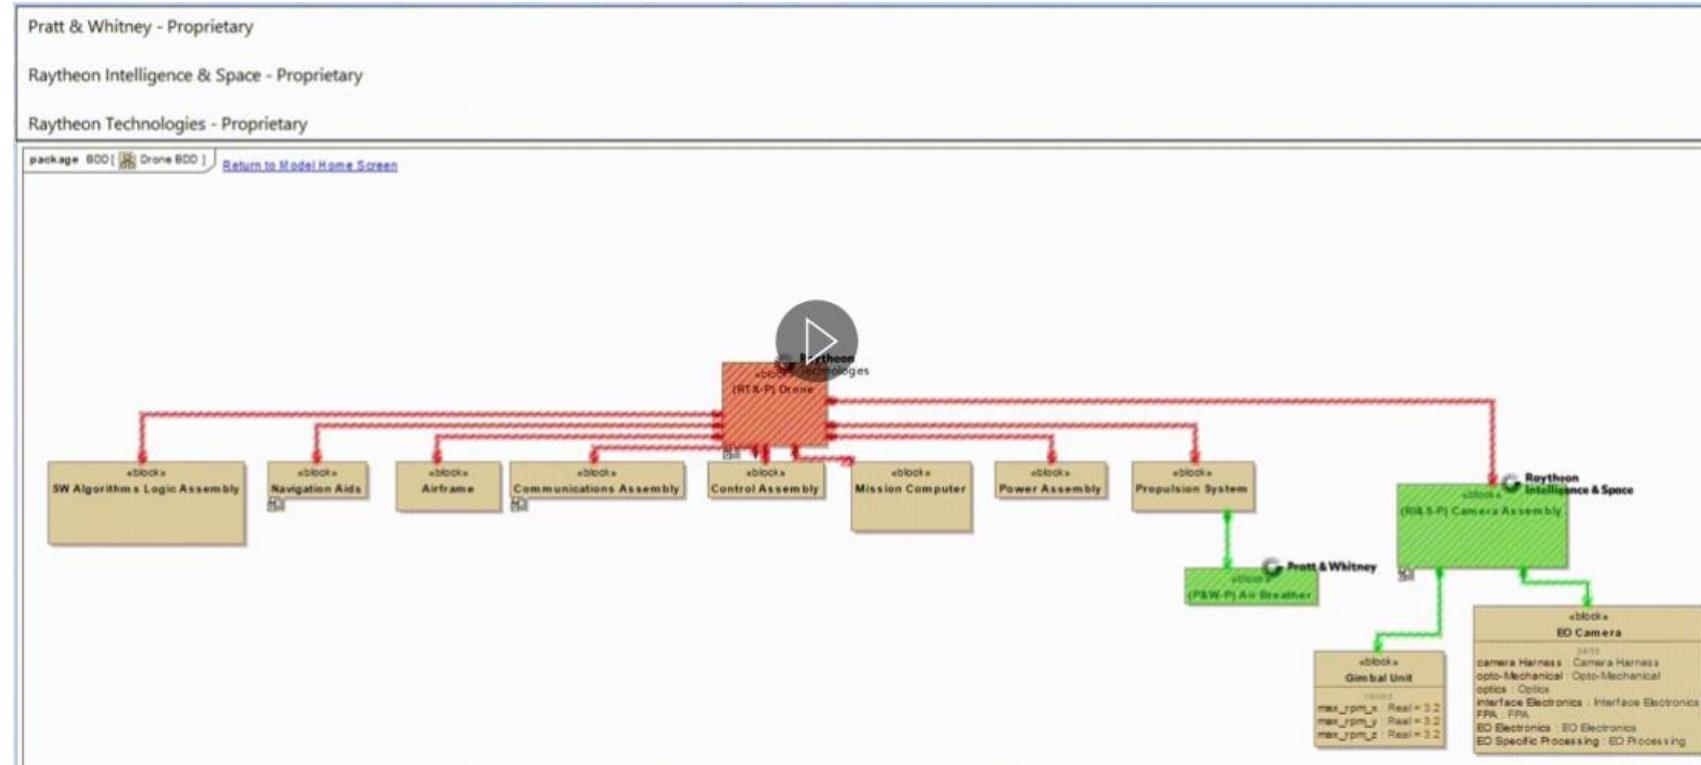 Pratt & Whitney - Proprietary
Raytheon Intelligence & Space - Proprietary
Raytheon Technologies - Proprietary
package BDD [ Drone BDD ]
Return to Model Home Screen
Raytheon
Technologies
«block»
(RTX-P) Drone
«block»
SW Algorithms Logic Assembly
«block»
Navigation Aids
«block»
Airframe
«block»
Communications Assembly
«block»
Control Assembly
«block»
Mission Computer
«block»
Power Assembly
«block»
Propulsion System
Raytheon
Intelligence & Space
«block»
(RI&S-P) Camera Assembly
Pratt & Whitney
«block»
(P&W-P) Air Breather
«block»
Gimbal Unit
values
max_rpm_x : Real = 3.2
max_rpm_y : Real = 3.2
max_rpm_z : Real = 3.2
«block»
EO Camera
parts
camera Harness : Camera Harness
opto-Mechanical : Opto-Mechanical
optics : Optics
interface Electronics : Interface Electronics
FPA : FPA
EO Electronics : EO Electronics
EO Specific Processing : EO Processing